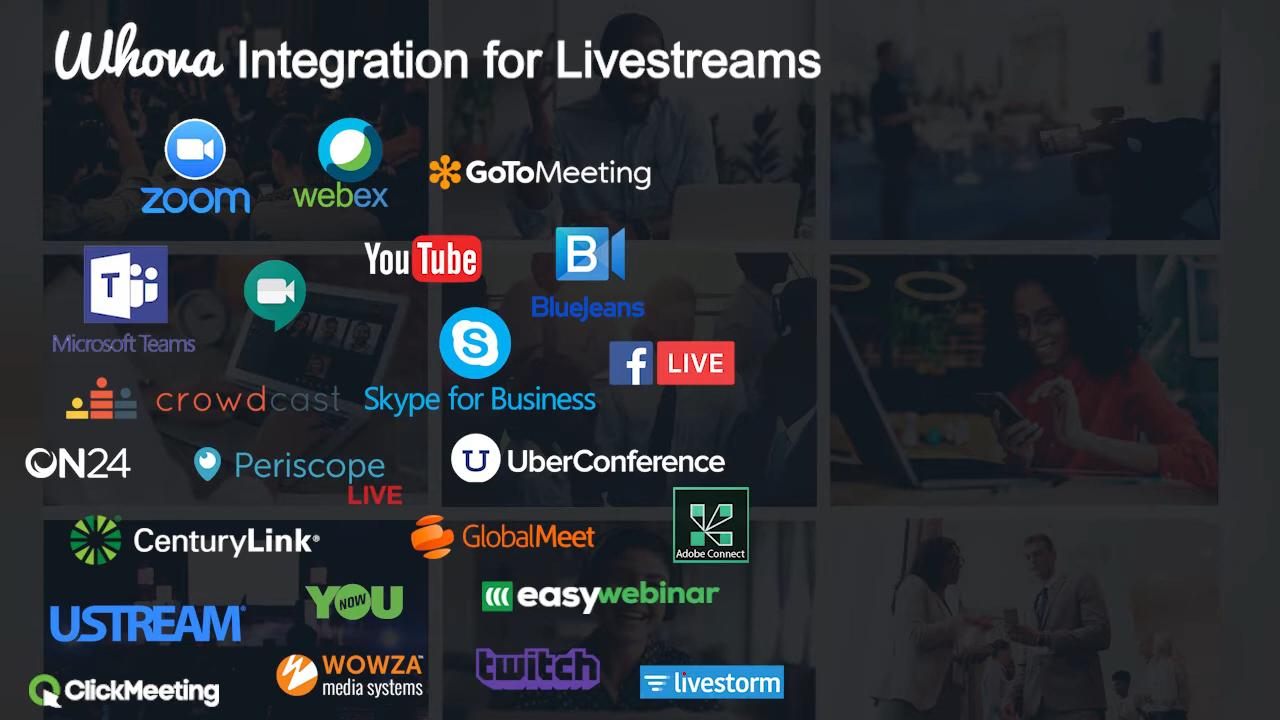 Whova Integration for Livestreams
zoom
webex
GoToMeeting
YouTube
B
BlueJeans
T
Microsoft Teams
S
Skype for Business
f LIVE
crowdcast
ON24
Periscope
LIVE
U UberConference
CenturyLink®
GlobalMeet
Adobe Connect
YOU
NOW
easywebinar
USTREAM®
WOWZA™
media systems
twitch
livestorm
ClickMeeting